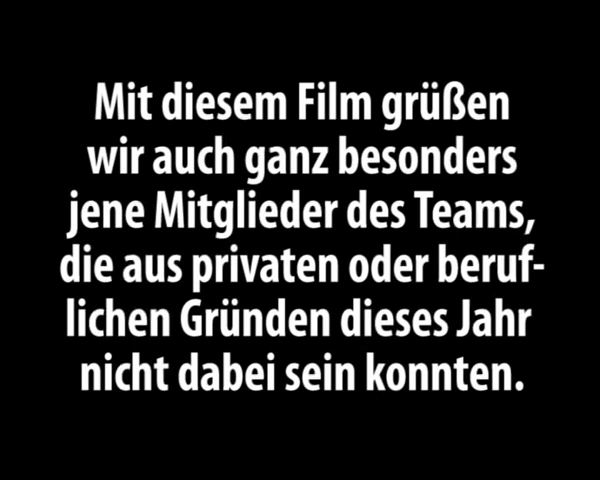 Mit diesem Film grüßen
wir auch ganz besonders
jene Mitglieder des Teams,
die aus privaten oder beruf-
lichen Gründen dieses Jahr
nicht dabei sein konnten.